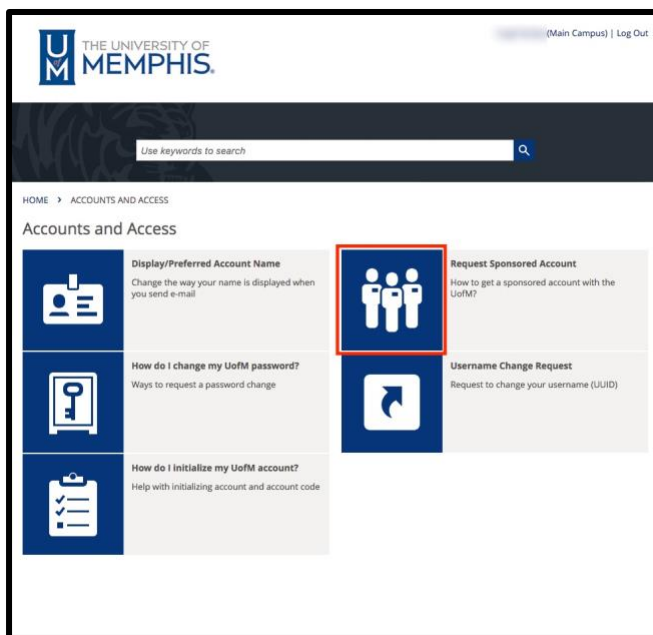 (Main Campus) | Log Out
UM THE UNIVERSITY OF
MEMPHIS.
Use keywords to search
HOME > ACCOUNTS AND ACCESS
Accounts and Access
Display/Preferred Account Name
Change the way your name is displayed when
you send e-mail
Request Sponsored Account
How to get a sponsored account with the
UofM?
How do I change my UofM password?
Ways to request a password change
Username Change Request
Request to change your username (UUID)
How do I initialize my UofM account?
Help with initializing account and account code